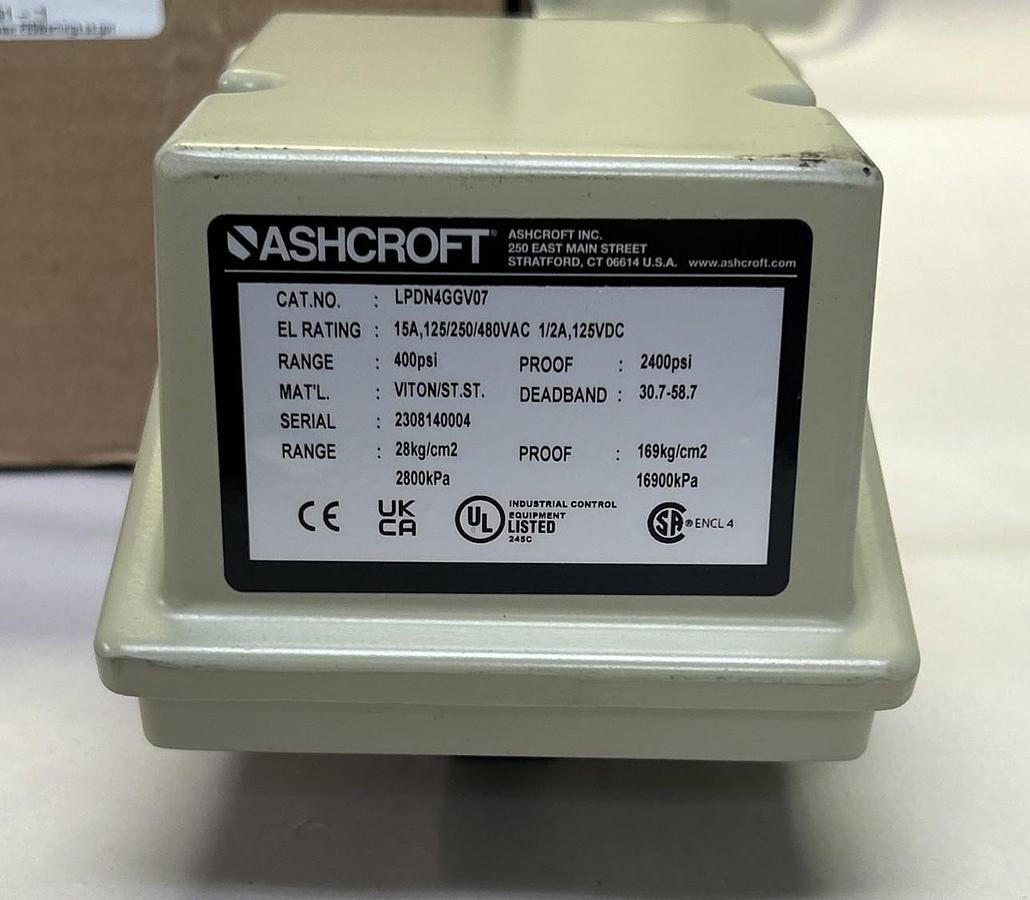 ASHCROFT®
ASHCROFT INC.
250 EAST MAIN STREET
STRATFORD, CT 06614 U.S.A. www.ashcroft.com
CAT.NO. : LPDN4GGV07
EL RATING : 15A,125/250/480VAC 1/2A,125VDC
RANGE : 400psi PROOF : 2400psi
MAT'L. : VITON/ST.ST. DEADBAND : 30.7-58.7
SERIAL : 2308140004
RANGE : 28kg/cm2 PROOF : 169kg/cm2
2800kPa 16900kPa
CE UK CA UL INDUSTRIAL CONTROL
EQUIPMENT
LISTED
245C
SA ® ENCL 4